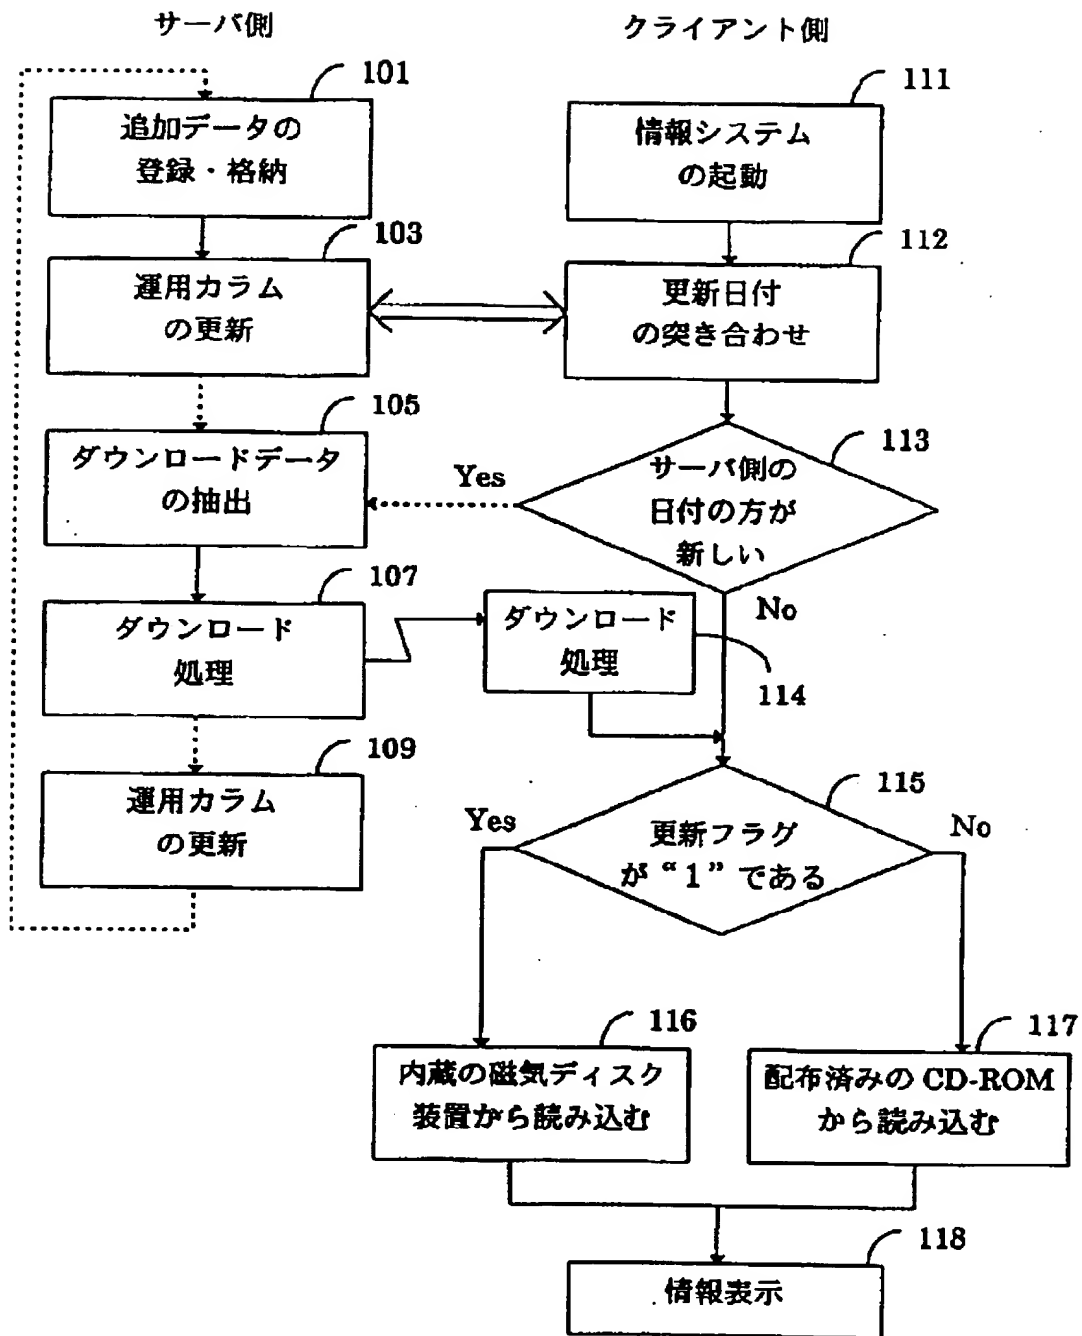 サーバ側
クライアント側
101
追加データの
登録・格納
111
情報システム
の起動
103
運用カラム
の更新
112
更新日付
の突き合わせ
105
ダウンロードデータ
の抽出
Yes
113
サーバ側の
日付の方が
新しい
No
107
ダウンロード
処理
ダウンロード
処理
114
109
運用カラム
の更新
115
Yes
更新フラグ
が“1”である
No
116
内蔵の磁気ディスク
装置から読み込む
117
配布済みの CD-ROM
から読み込む
118
情報表示